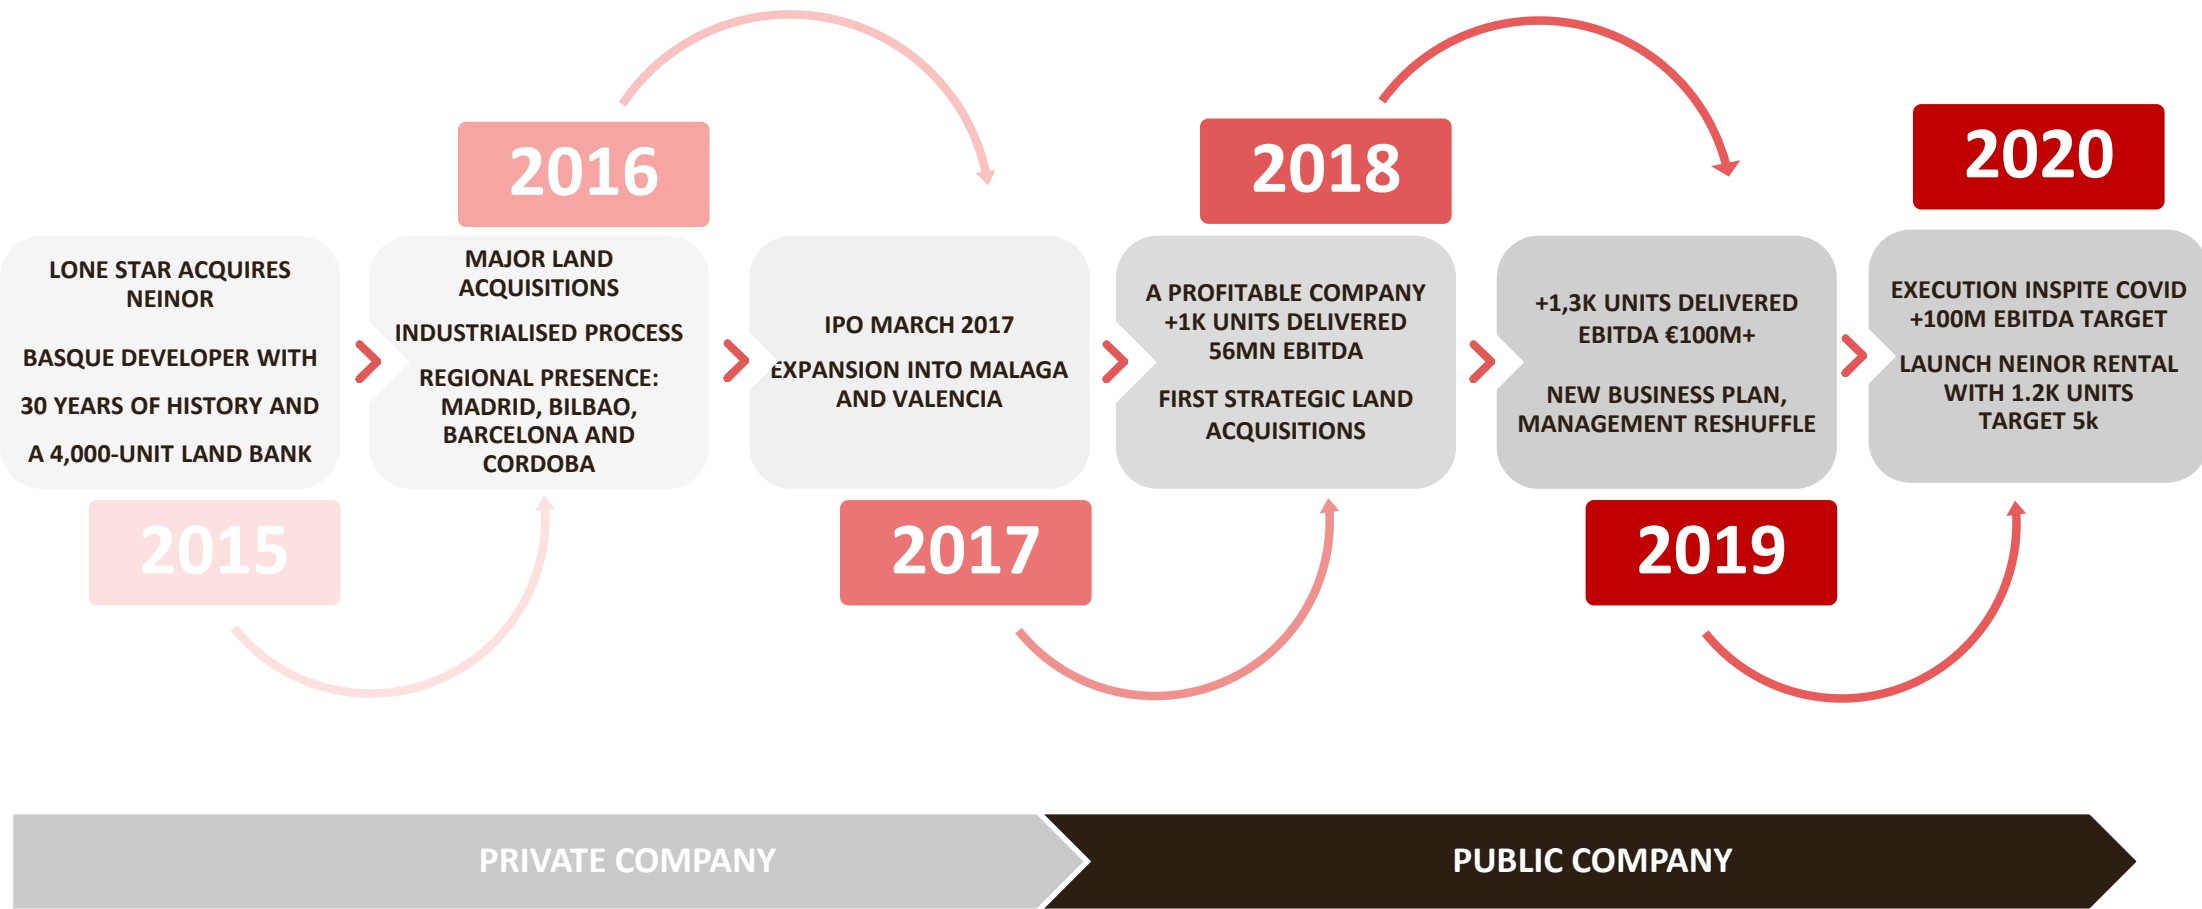 2015
LONE STAR ACQUIRES
NEINOR
BASQUE DEVELOPER WITH
30 YEARS OF HISTORY AND
A 4,000-UNIT LAND BANK
2016
MAJOR LAND
ACQUISITIONS
INDUSTRIALISED PROCESS
REGIONAL PRESENCE:
MADRID, BILBAO,
BARCELONA AND
CORDOBA
2017
IPO MARCH 2017
EXPANSION INTO MALAGA
AND VALENCIA
2018
A PROFITABLE COMPANY
+1K UNITS DELIVERED
56MN EBITDA
FIRST STRATEGIC LAND
ACQUISITIONS
2019
+1,3K UNITS DELIVERED
EBITDA €100M+
NEW BUSINESS PLAN,
MANAGEMENT RESHUFFLE
2020
EXECUTION INSPITE COVID
+100M EBITDA TARGET
LAUNCH NEINOR RENTAL
WITH 1.2K UNITS
TARGET 5k
PRIVATE COMPANY
PUBLIC COMPANY